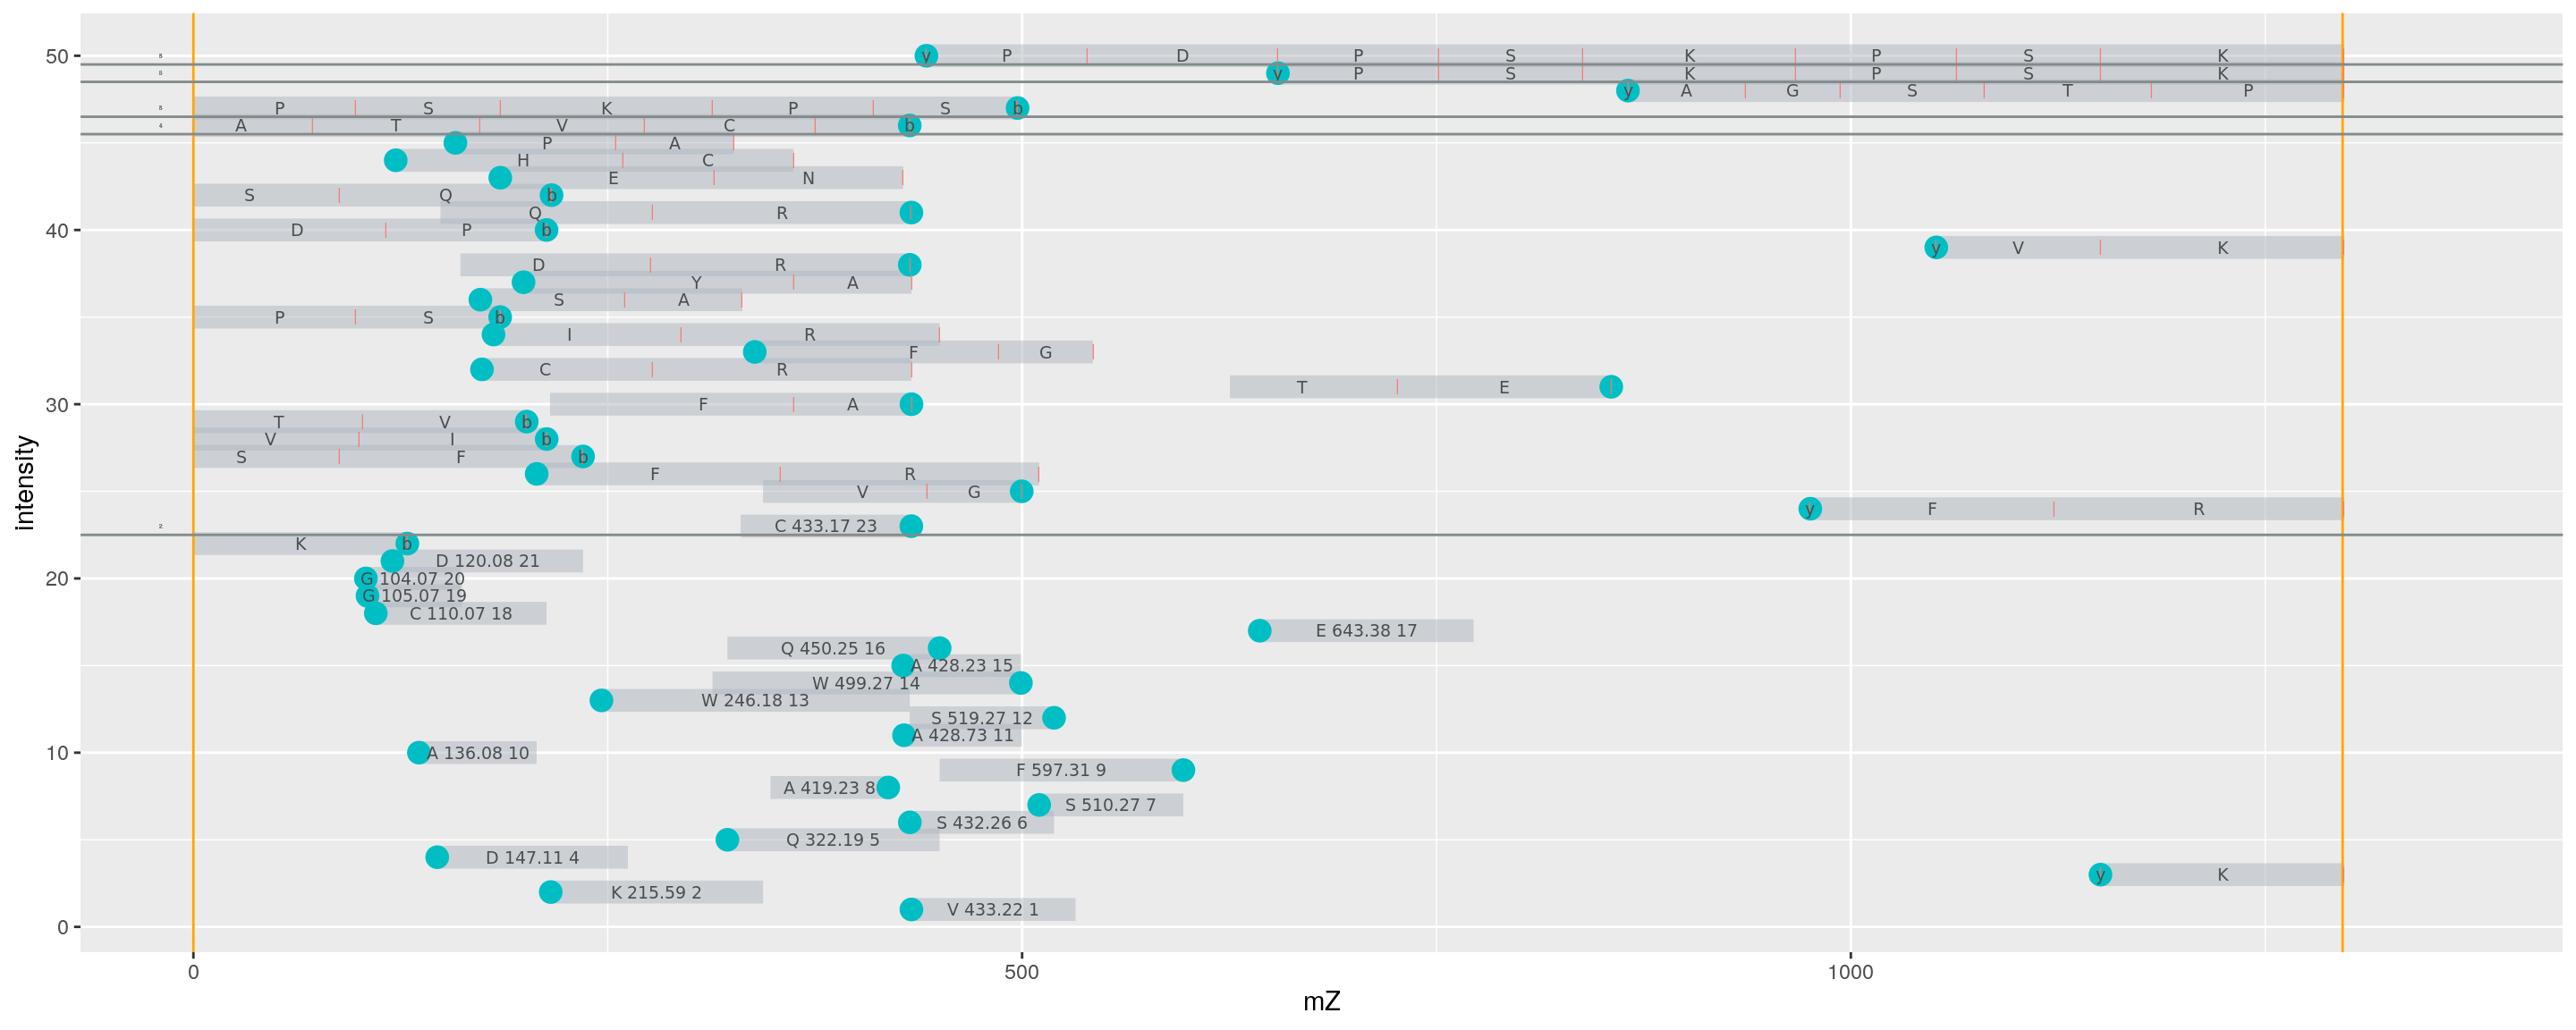 50 y P D P S K P S K
y P S K P S K
y A G S T P
P S K P S b
A T V C b
P A
H C
E N
S Q b
Q R
40 D P b
y V K
D R
Y A
S A
P S b
I R
F G
C R
T E
30 F A
T V b
V I b
S F b
F R
V G
y F R
C 433.17 23
K b
D 120.08 21
20 G 104.07 20
G 105.07 19
C 110.07 18
E 643.38 17
Q 450.25 16
A 428.23 15
W 499.27 14
W 246.18 13
S 519.27 12
A 428.73 11
10 A 136.08 10
F 597.31 9
A 419.23 8
S 510.27 7
S 432.26 6
Q 322.19 5
D 147.11 4
y K
K 215.59 2
V 433.22 1
0
intensity
0 500 1000
mZ